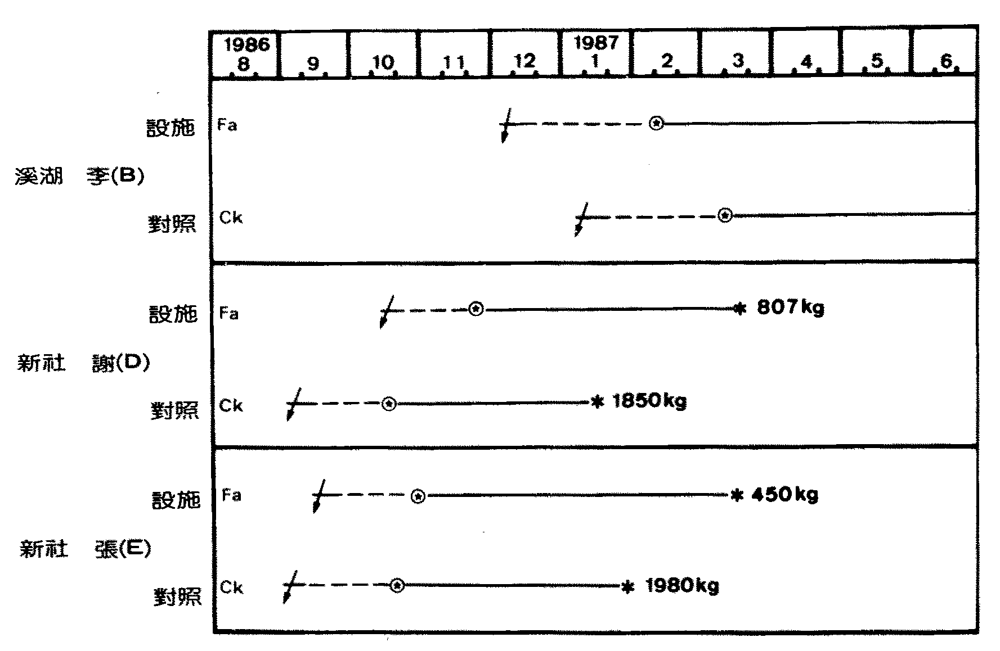 1986 1987
8 9 10 11 12 1 2 3 4 5 6
設施 Fa
溪湖 李(B)
對照 Ck
設施 Fa 807kg
新社 謝(D)
對照 Ck 1850kg
設施 Fa 450kg
新社 張(E)
對照 Ck 1980kg